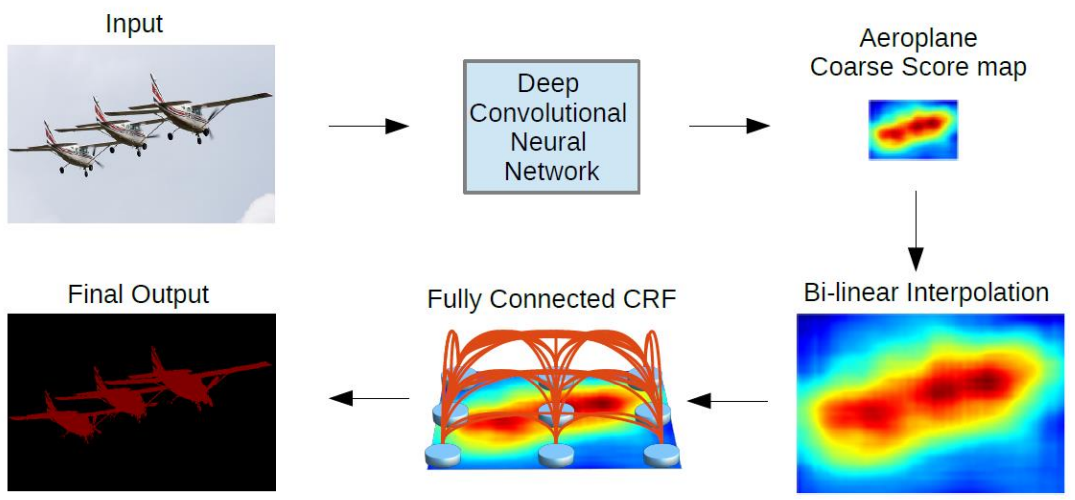 Input
Deep
Convolutional
Neural
Network
Aeroplane
Coarse Score map
Final Output
Fully Connected CRF
Bi-linear Interpolation